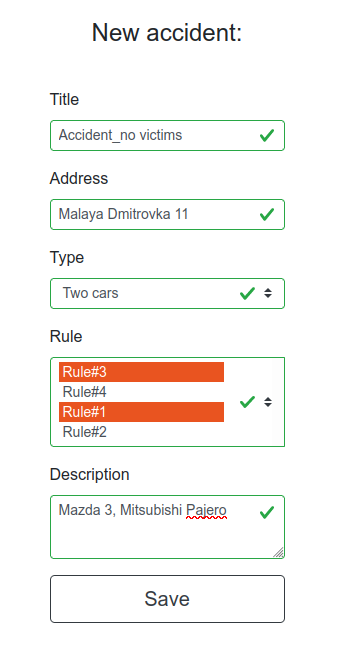 New accident:
Title
Accident_no victims
Address
Malaya Dmitrovka 11
Type
Two cars
Rule
Rule#3
Rule#4
Rule#1
Rule#2
Description
Mazda 3, Mitsubishi Pajero
Save